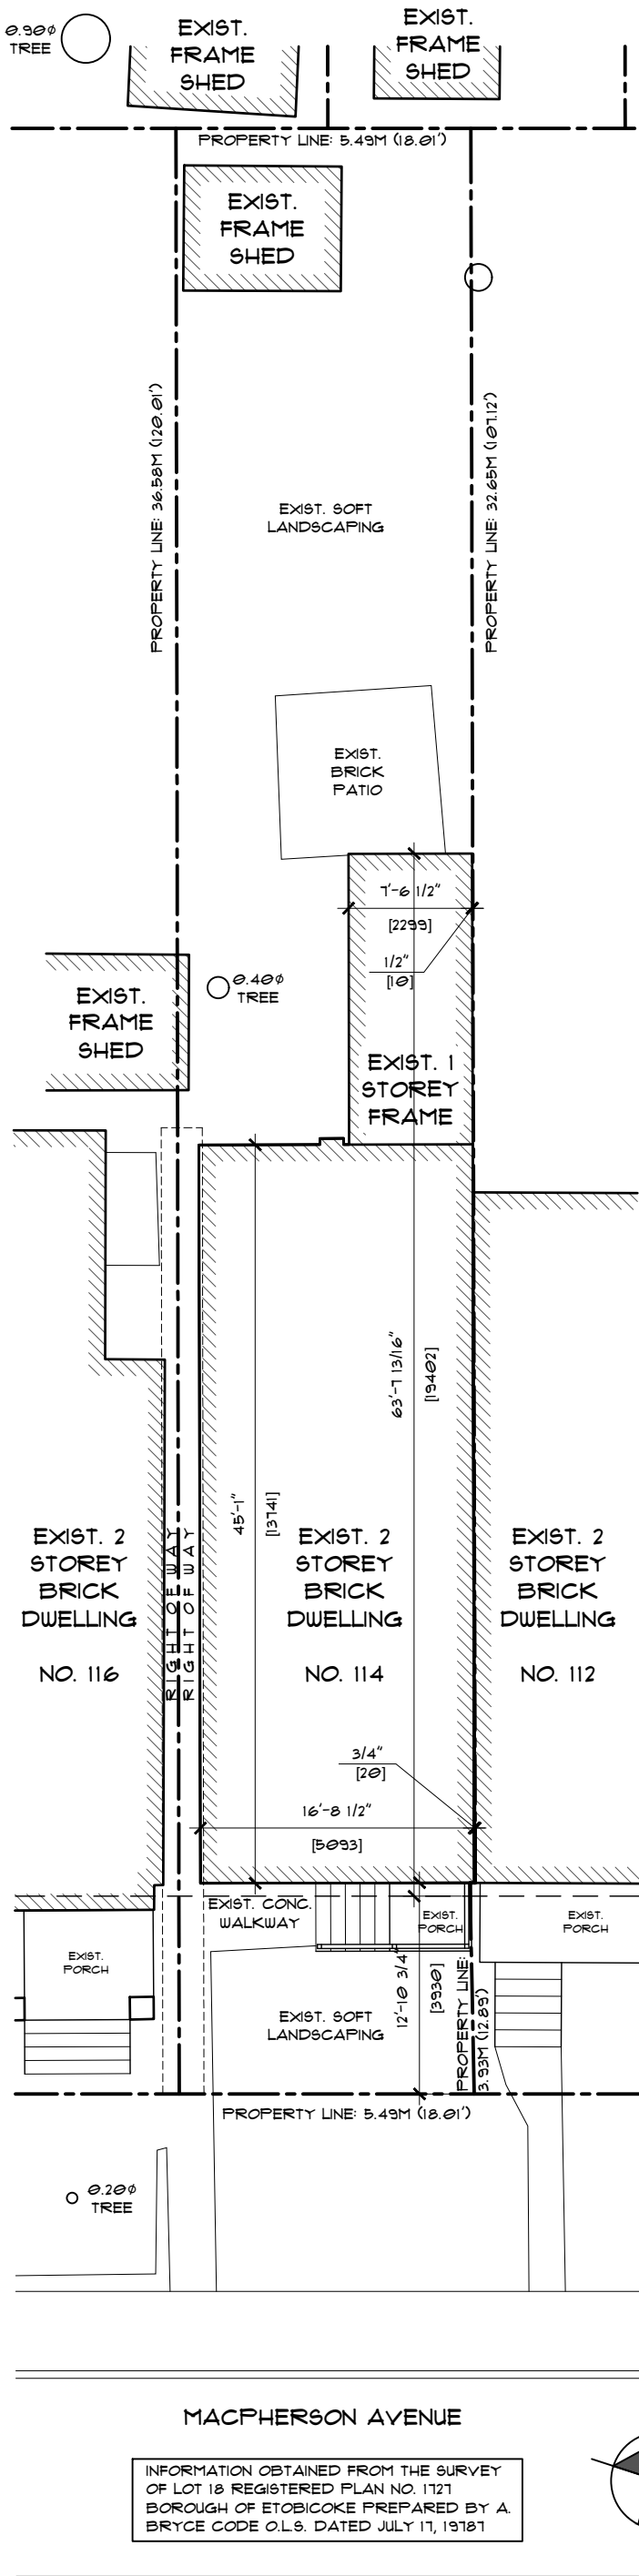 0.90ø
TREE
EXIST.
FRAME
SHED
EXIST.
FRAME
SHED
PROPERTY LINE: 5.49M (18.01')
EXIST.
FRAME
SHED
PROPERTY LINE: 36.58M (120.01')
PROPERTY LINE: 32.65M (107.12')
EXIST. SOFT
LANDSCAPING
EXIST.
BRICK
PATIO
7'-6 1/2"
[2299]
1/2"
[10]
0.40ø
TREE
EXIST.
FRAME
SHED
EXIST. 1
STOREY
FRAME
63'-7 13/16"
[19402]
45'-1"
[13741]
EXIST. 2
STOREY
BRICK
DWELLING
NO. 116
RIGHT OF WAY
RIGHT OF WAY
EXIST. 2
STOREY
BRICK
DWELLING
NO. 114
EXIST. 2
STOREY
BRICK
DWELLING
NO. 112
3/4"
[20]
16'-8 1/2"
[5093]
EXIST. CONC.
WALKWAY
EXIST.
PORCH
EXIST.
PORCH
EXIST.
PORCH
12'-10 3/4"
[3930]
PROPERTY LINE:
3.93M (12.89')
EXIST. SOFT
LANDSCAPING
PROPERTY LINE: 5.49M (18.01')
0.20ø
TREE
MACPHERSON AVENUE
INFORMATION OBTAINED FROM THE SURVEY
OF LOT 18 REGISTERED PLAN NO. 1727
BOROUGH OF ETOBICOKE PREPARED BY A.
BRYCE CODE O.L.S. DATED JULY 17, 19787